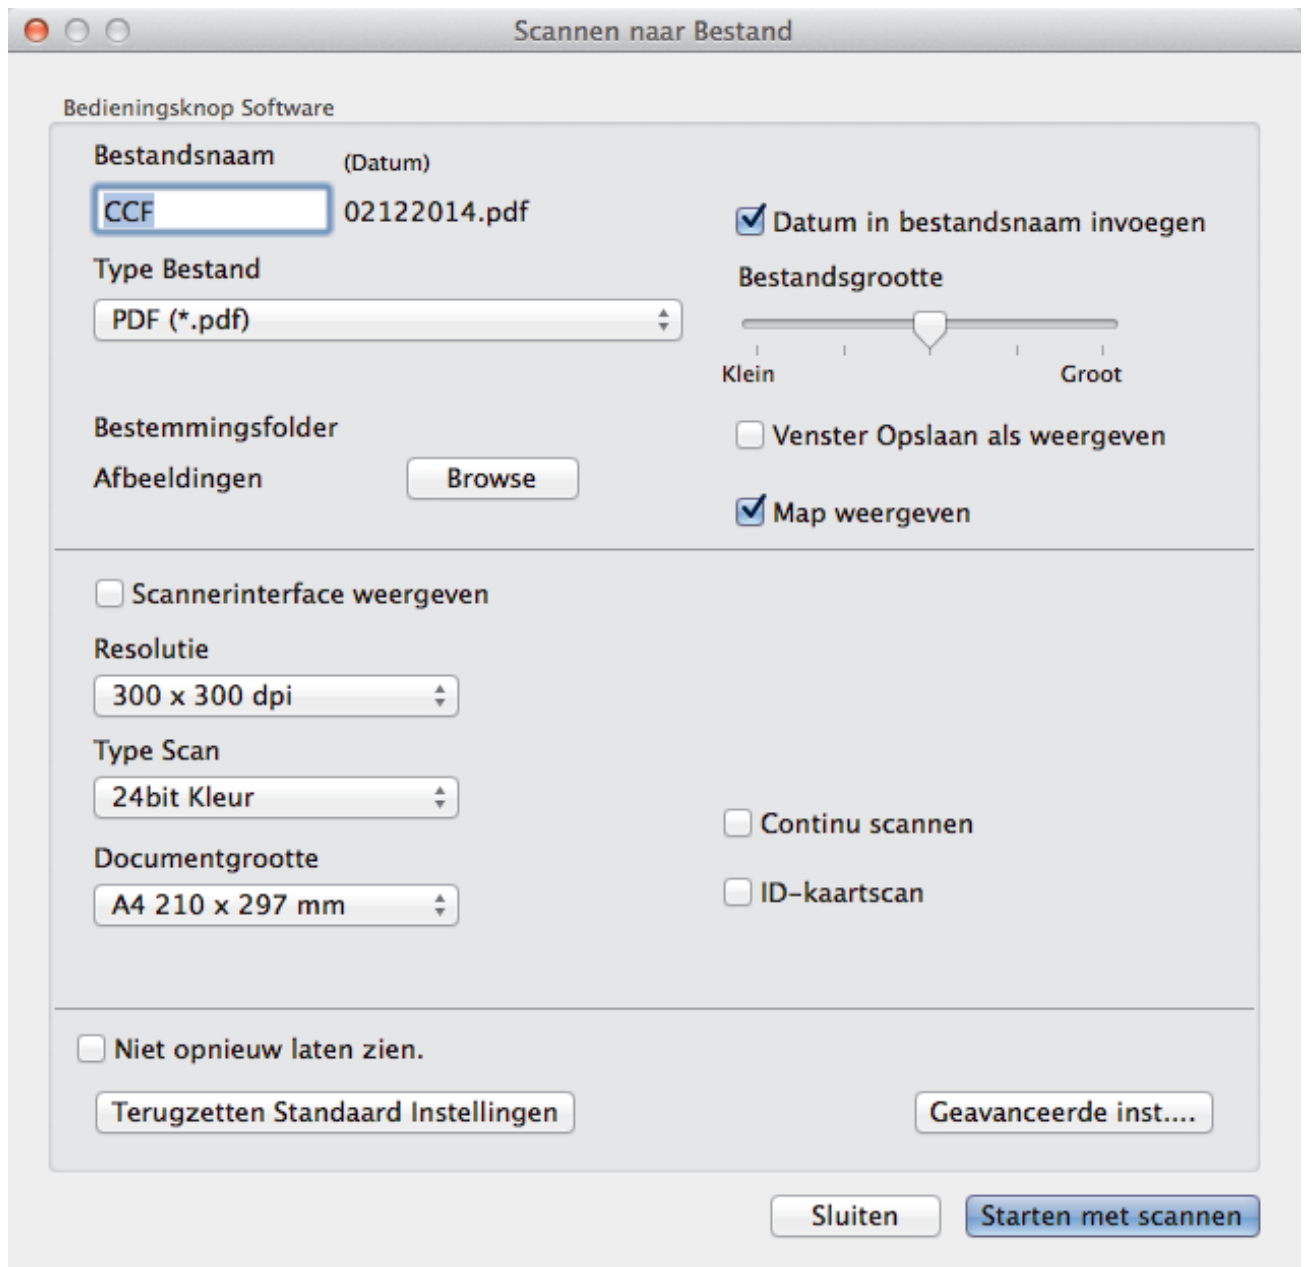 Scannen naar Bestand
Bedieningsknop Software
Bestandsnaam (Datum)
CCF 02122014.pdf
Datum in bestandsnaam invoegen
Type Bestand
PDF (*.pdf)
Bestandsgrootte
Klein Groot
Bestemmingsfolder
Afbeeldingen Browse
Venster Opslaan als weergeven
Map weergeven
Scannerinterface weergeven
Resolutie
300 x 300 dpi
Type Scan
24bit Kleur
Documentgrootte
A4 210 x 297 mm
Continu scannen
ID-kaartscan
Niet opnieuw laten zien.
Terugzetten Standaard Instellingen Geavanceerde inst....
Sluiten Starten met scannen